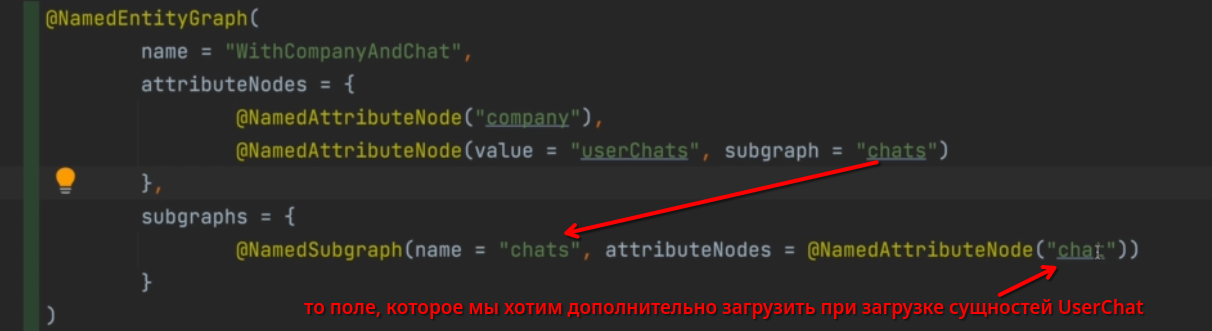 @NamedEntityGraph(
name = "WithCompanyAndChat",
attributeNodes = {
@NamedAttributeNode("company"),
@NamedAttributeNode(value = "userChats", subgraph = "chats")
},
subgraphs = {
@NamedSubgraph(name = "chats", attributeNodes = @NamedAttributeNode("chat"))
}
то поле, которое мы хотим дополнительно загрузить при загрузке сущностей UserChat
)